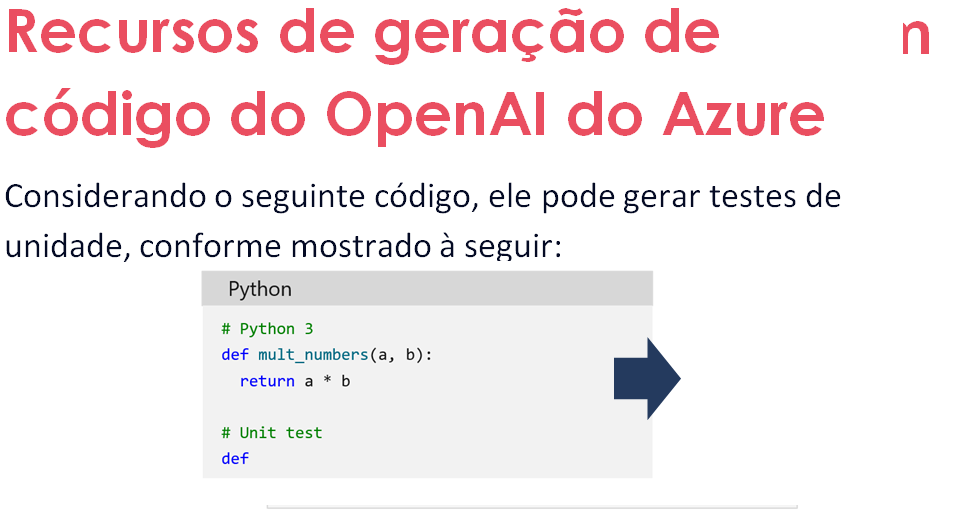 Recursos de geração de n
código do OpenAI do Azure
Considerando o seguinte código, ele pode gerar testes de
unidade, conforme mostrado à seguir:
Python
# Python 3
def mult_numbers(a, b):
  return a * b
# Unit test
def